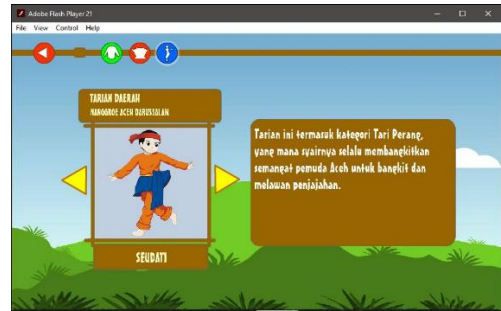 Adobe Flash Player 21
File View Control Help
TARIAN DAERAH
NANGGROE ACEH DARUSSALAM
Tarian ini termasuk kategori Tari Perang,
yang mana syairnya selalu membangkitkan
semangat pemuda Aceh untuk bangkit dan
melawan penjajahan.
SEUDATI